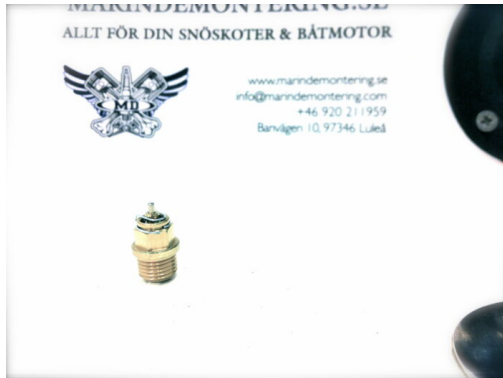 MARINDEMONTERING.SE
ALLT FÖR DIN SNÖSKOTER & BÅTMOTOR
MD
www.marindemontering.se
info@marindemontering.com
+46 920 211959
Banvägen 10, 97346 Luleå